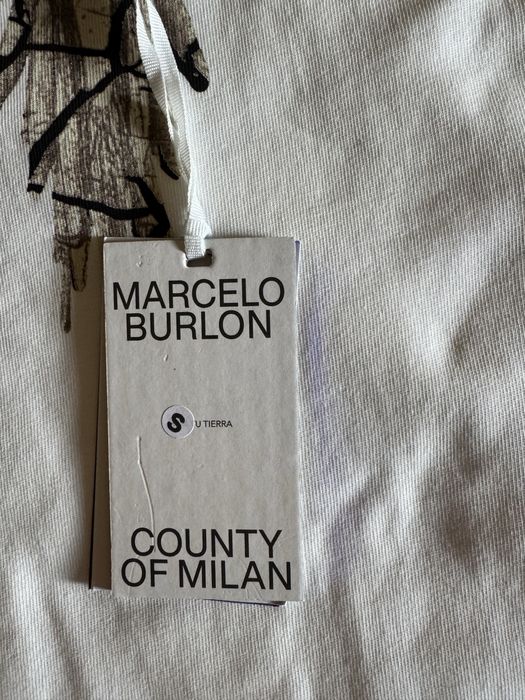 MARCELO
BURLON
S
U TIERRA
COUNTY
OF MILAN